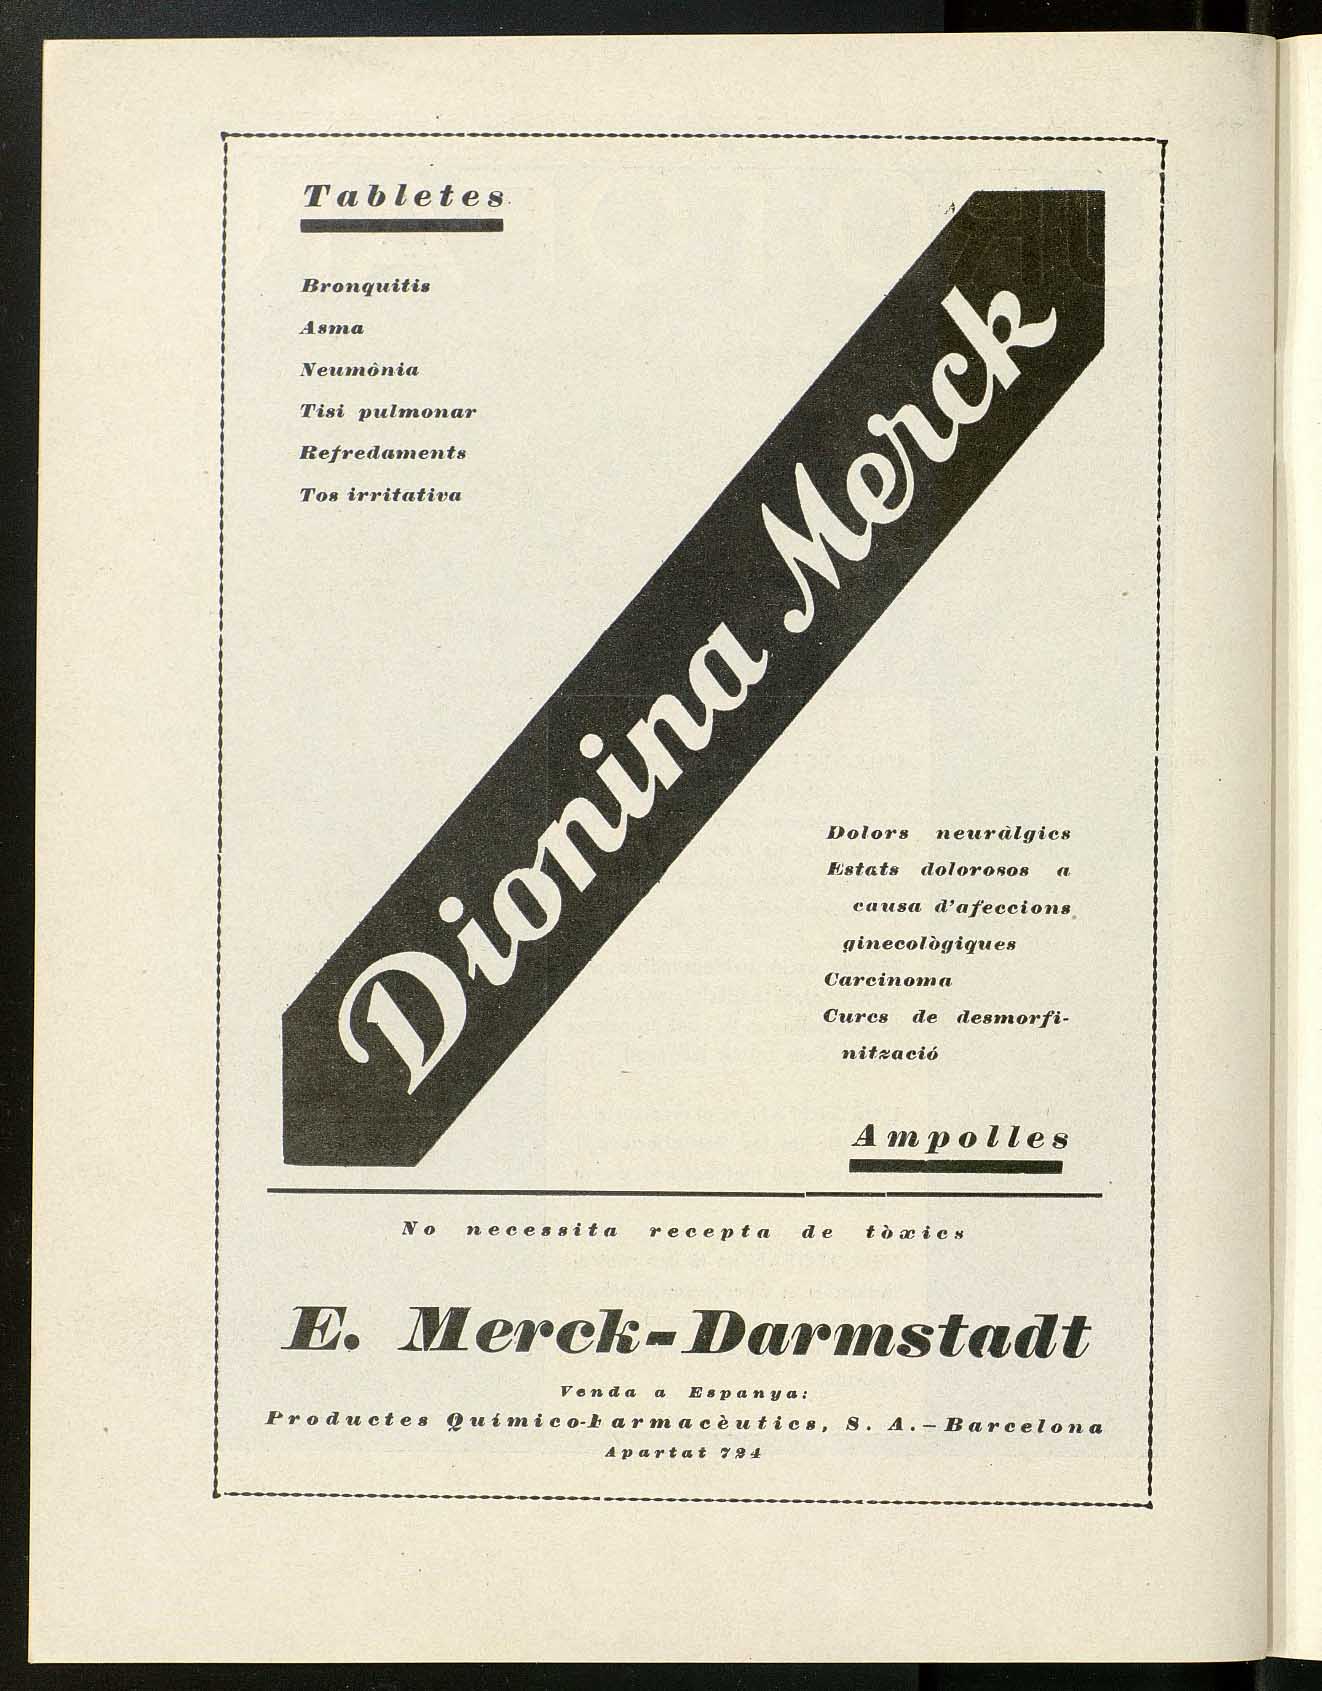 Tabletes
Bronquitis
Asma
Neumònia
Tisi pulmonar
Refredaments
Tos irritativa
Dionina Merck
Dolors neuràlgics
Estats dolorosos a
causa d'afeccions
ginecològiques
Carcinoma
Cures de desmorfi-
nització
Ampolles
No necessita recepta de tòxics
E. Merck-Darmstadt
Venda a Espanya:
Productes Químico-Farmacèutics, S. A.-Barcelona
Apartat 724